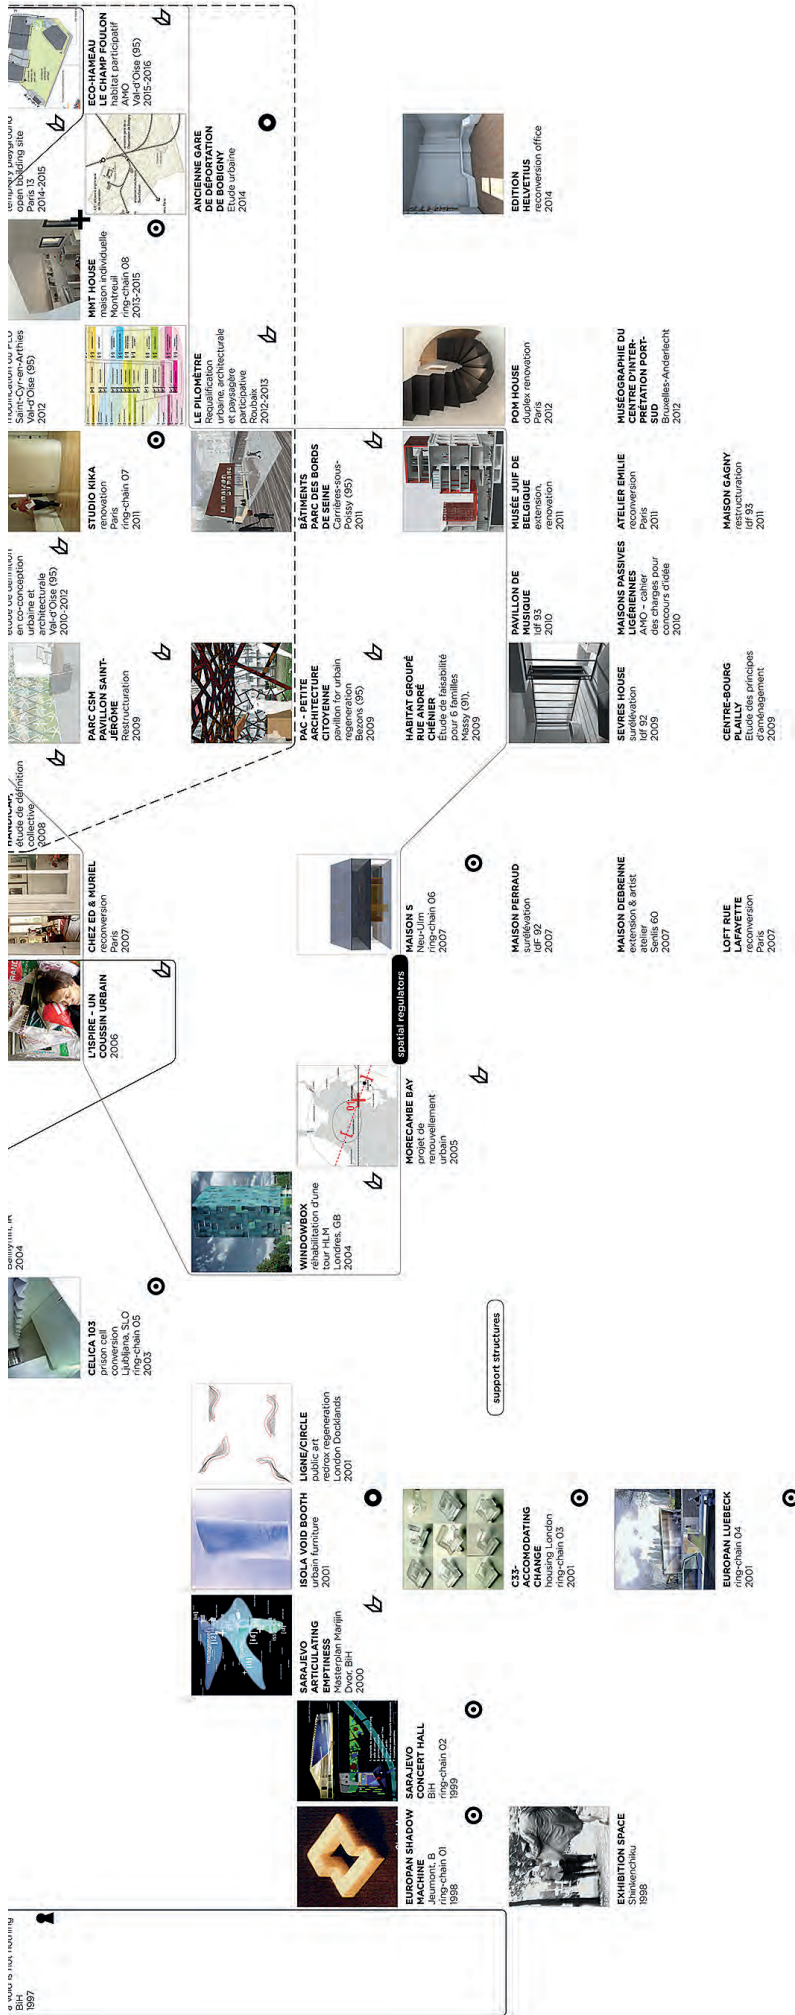 a void is not nothing
BiH
1997
EUROPAN SHADOW
MACHINE
Jeumont, B
ring-chain 01
1998
EXHIBITION SPACE
Shinkenchiku
1998
SARAJEVO
CONCERT HALL
BiH
ring-chain 02
1999
SARAJEVO
ARTICULATING
EMPTINESS
Masterplan Marijin
Dvor, BiH
2000
ISOLA VOID BOOTH
urban furniture
2001
C33-
ACCOMODATING
CHANGE
housing London
ring-chain 03
2001
EUROPAN LUEBECK
ring-chain 04
2001
LIGNE/CIRCLE
public art
redrox regeneration
London Docklands
2001
support structures
CELICA 103
prison cell
conversion
Ljubljana, SLO
ring-chain 05
2003
2004
WINDOWBOX
réhabilitation d'une
tour HLM
Londres, GB
2004
MORECAMBE BAY
projet de
renouvellement
urbain
2005
spatial regulators
L'ISPIRE - UN
COUSSIN URBAIN
2006
CHEZ ED & MURIEL
reconversion
Paris
2007
MAISON S
Neu-Ulm
ring-chain 06
2007
MAISON PERRAUD
surélévation
IdF 92
2007
MAISON DEBRENNE
extension & artist
atelier
Senlis 60
2007
LOFT RUE
LAFAYETTE
reconversion
Paris
2007
HANDICAP,
étude de définition
collective
2008
PARC CSM
PAVILLON SAINT-
JÉRÔME
Restructuration
2009
PAC - PETITE
ARCHITECTURE
CITOYENNE
pavillon for urban
regeneration
Bezons (95)
2009
HABITAT GROUPÉ
RUE ANDRÉ
CHÉNIER
Étude de faisabilité
pour 6 familles
Massy (91),
2009
SEVRES HOUSE
surélévation
Idf 92
2009
CENTRE-BOURG
PLAILLY
Etude des principes
d'aménagement
2009
étude de définition
en co-conception
urbaine et
architecturale
Val-d'Oise (95)
2010-2012
PAVILLON DE
MUSIQUE
Idf 93
2010
MAISONS PASSIVES
LIGÉRIENNES
AMO - cahier
des charges pour
concours d'idée
2010
STUDIO KIKA
renovation
Paris
ring-chain 07
2011
La maison
du parc
BÂTIMENTS
PARC DES BORDS
DE SEINE
Carrières-sous-
Poissy (95)
2011
MUSÉE JUIF DE
BELGIQUE
extension,
renovation
2011
ATELIER EMILIE
reconversion
Paris
2011
MAISON GAGNY
restructuration
Idf 93
2011
modification du PLU
Saint-Cyr-en-Arthies
Val-d'Oise (95)
2012
LE PILOMÈTRE
Requalification
urbaine, architecturale
et paysagère
participative
Roubaix
2012-2013
POM HOUSE
duplex renovation
Paris
2012
MUSÉOGRAPHIE DU
CENTRE D'INTER-
PRÉTATION PORT-
SUD
Bruxelles-Anderlecht
2012
MMT HOUSE
maison individuelle
Montreuil
ring-chain 08
2013-2015
temporary playground
open building site
Paris 13
2014-2015
ANCIENNE GARE
DE DÉPORTATION
DE BOBIGNY
Etude urbaine
2014
EDITION
HELVETIUS
reconversion office
2014
ECO-HAMEAU
LE CHAMP FOULON
habitat participatif
AMO
Val-d'Oise (95)
2015-2016